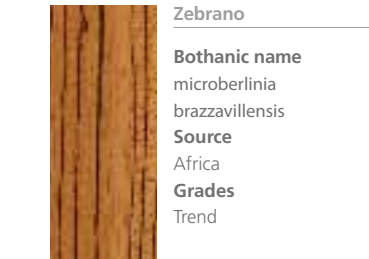 Zebrano
Bothanic name
microberlinia
brazzavillensis
Source
Africa
Grades
Trend